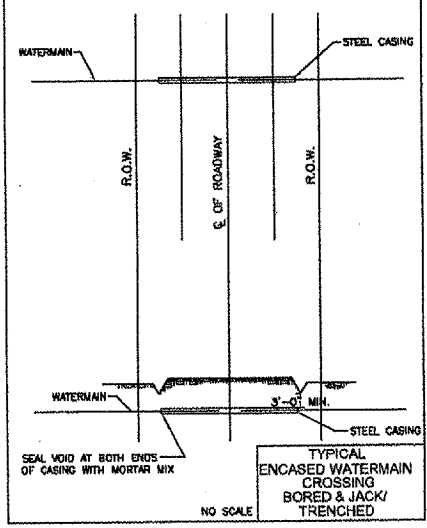 WATERMAIN
STEEL CASING
R.O.W.
℄ OF ROADWAY
R.O.W.
WATERMAIN
3'-0" MIN.
STEEL CASING
SEAL VOID AT BOTH ENDS
OF CASING WITH MORTAR MIX
NO SCALE
TYPICAL
ENCASED WATERMAIN
CROSSING
BORED & JACK/
TRENCHED